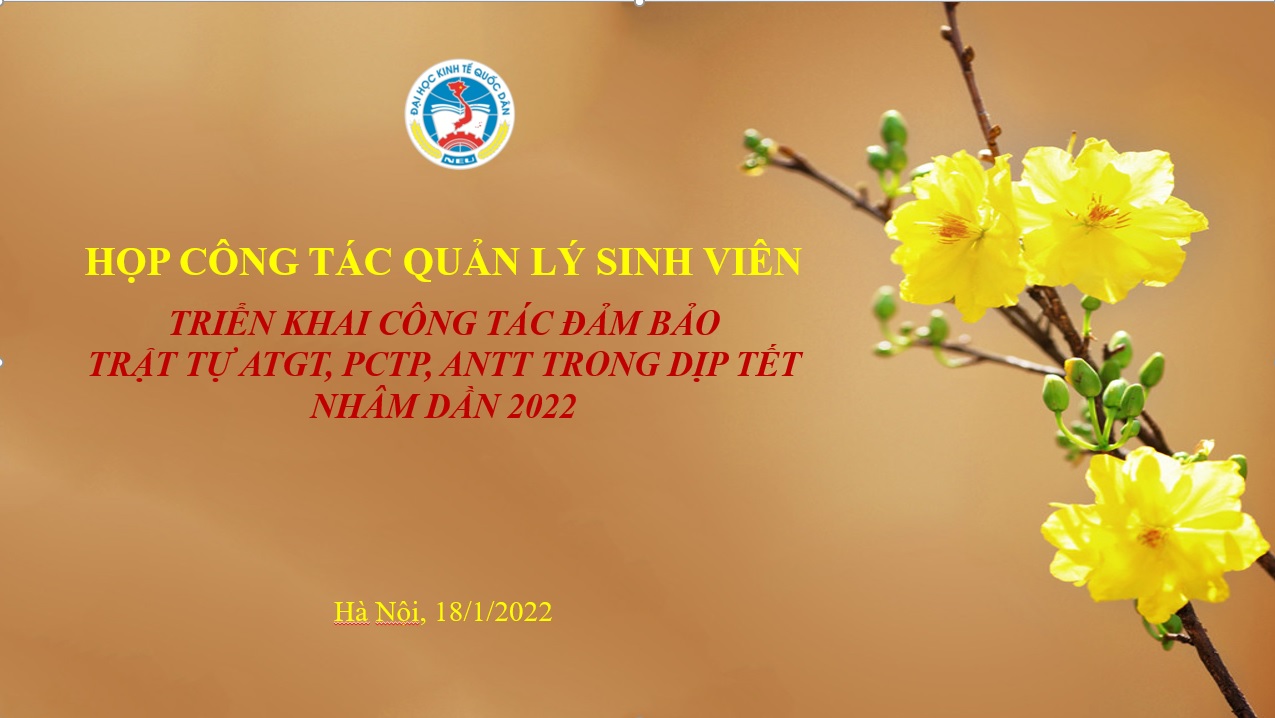 ĐẠI HỌC KINH TẾ QUỐC DÂN
NEU
HỌP CÔNG TÁC QUẢN LÝ SINH VIÊN
TRIỂN KHAI CÔNG TÁC ĐẢM BẢO
TRẬT TỰ ATGT, PCTP, ANTT TRONG DỊP TẾT
NHÂM DẦN 2022
Hà Nội, 18/1/2022